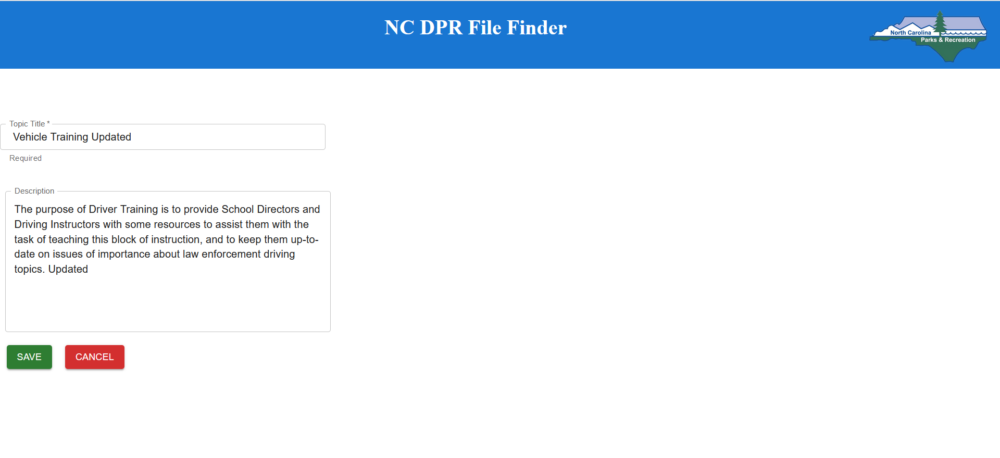 NC DPR File Finder
North Carolina
Parks & Recreation
Topic Title *
Vehicle Training Updated
Required
Description
The purpose of Driver Training is to provide School Directors and
Driving Instructors with some resources to assist them with the
task of teaching this block of instruction, and to keep them up-to-
date on issues of importance about law enforcement driving
topics. Updated
SAVE
CANCEL